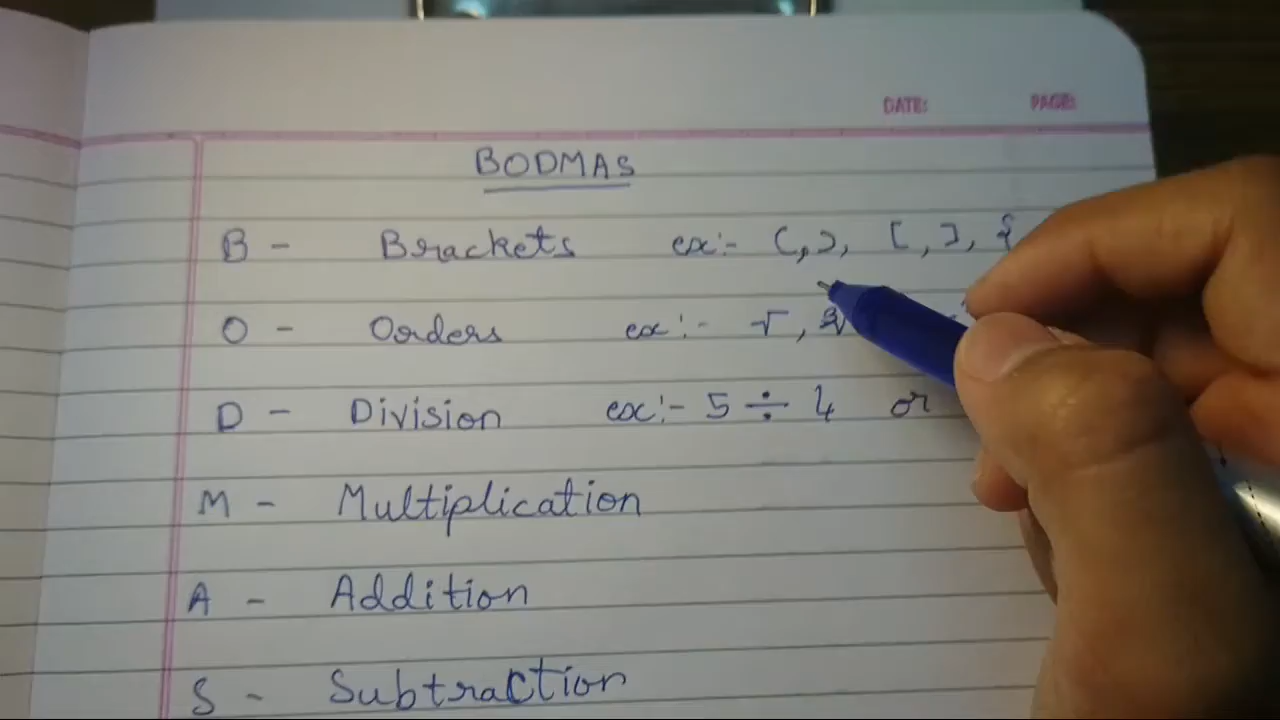 DATE: PAGE:
BODMAS
B - Brackets ex:- (,), [,], {
O - Orders ex:- √, ∛
D - Division ex:- 5 ÷ 4 or
M - Multiplication
A - Addition
S - Subtraction